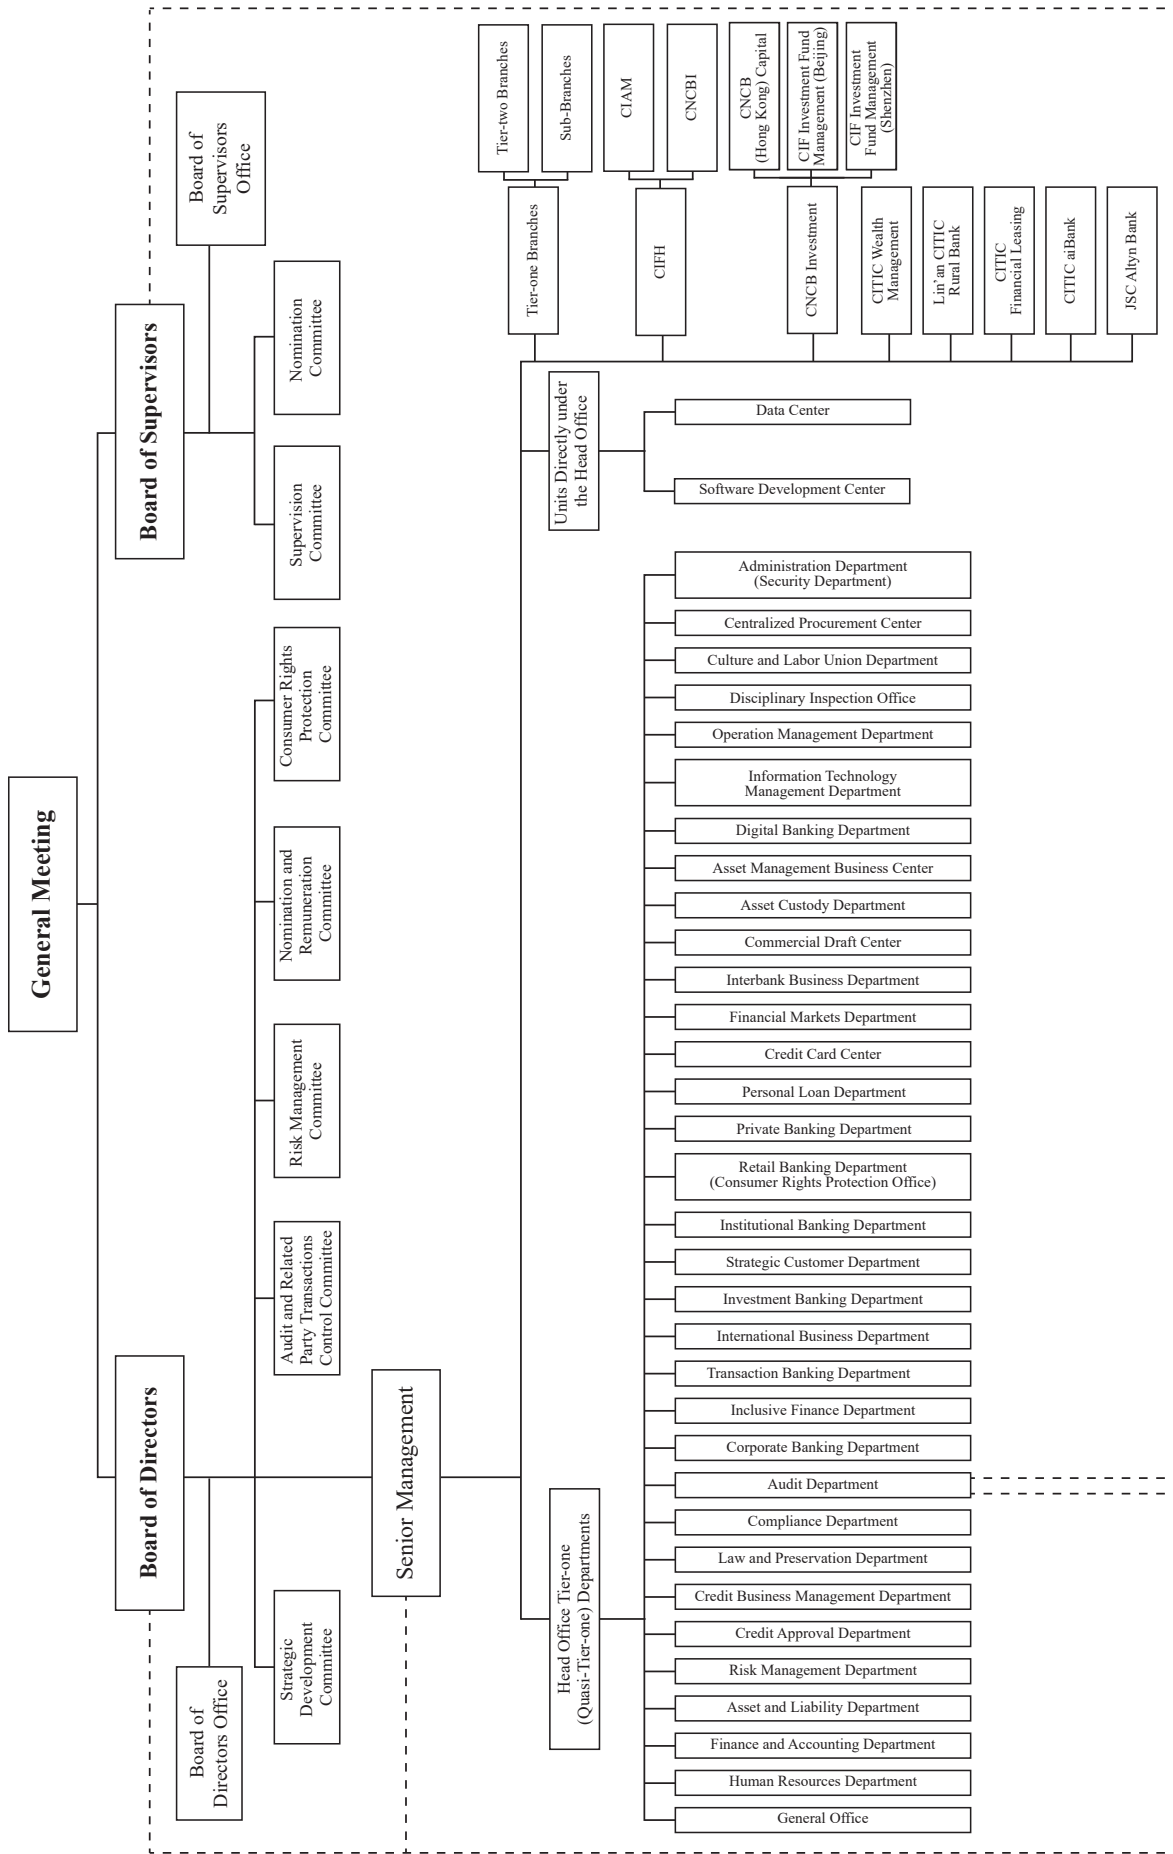 General Meeting
Board of Directors
Board of Supervisors
Board of
Directors Office
Board of
Supervisors
Office
Strategic
Development
Committee
Audit and Related
Party Transactions
Control Committee
Risk Management
Committee
Nomination and
Remuneration
Committee
Consumer Rights
Protection
Committee
Supervision
Committee
Nomination
Committee
Senior Management
Head Office Tier-one
(Quasi-Tier-one) Departments
Units Directly under
the Head Office
Tier-one Branches
Tier-two Branches
Sub-Branches
CIFH
CIAM
CNCBI
CNCB Investment
CNCB
(Hong Kong) Capital
CIF Investment Fund
Management (Beijing)
CIF Investment
Fund Management
(Shenzhen)
CITIC Wealth
Management
Lin'an CITIC
Rural Bank
CITIC
Financial Leasing
CITIC aiBank
JSC Altyn Bank
Data Center
Software Development Center
Administration Department
(Security Department)
Centralized Procurement Center
Culture and Labor Union Department
Disciplinary Inspection Office
Operation Management Department
Information Technology
Management Department
Digital Banking Department
Asset Management Business Center
Asset Custody Department
Commercial Draft Center
Interbank Business Department
Financial Markets Department
Credit Card Center
Personal Loan Department
Private Banking Department
Retail Banking Department
(Consumer Rights Protection Office)
Institutional Banking Department
Strategic Customer Department
Investment Banking Department
International Business Department
Transaction Banking Department
Inclusive Finance Department
Corporate Banking Department
Audit Department
Compliance Department
Law and Preservation Department
Credit Business Management Department
Credit Approval Department
Risk Management Department
Asset and Liability Department
Finance and Accounting Department
Human Resources Department
General Office